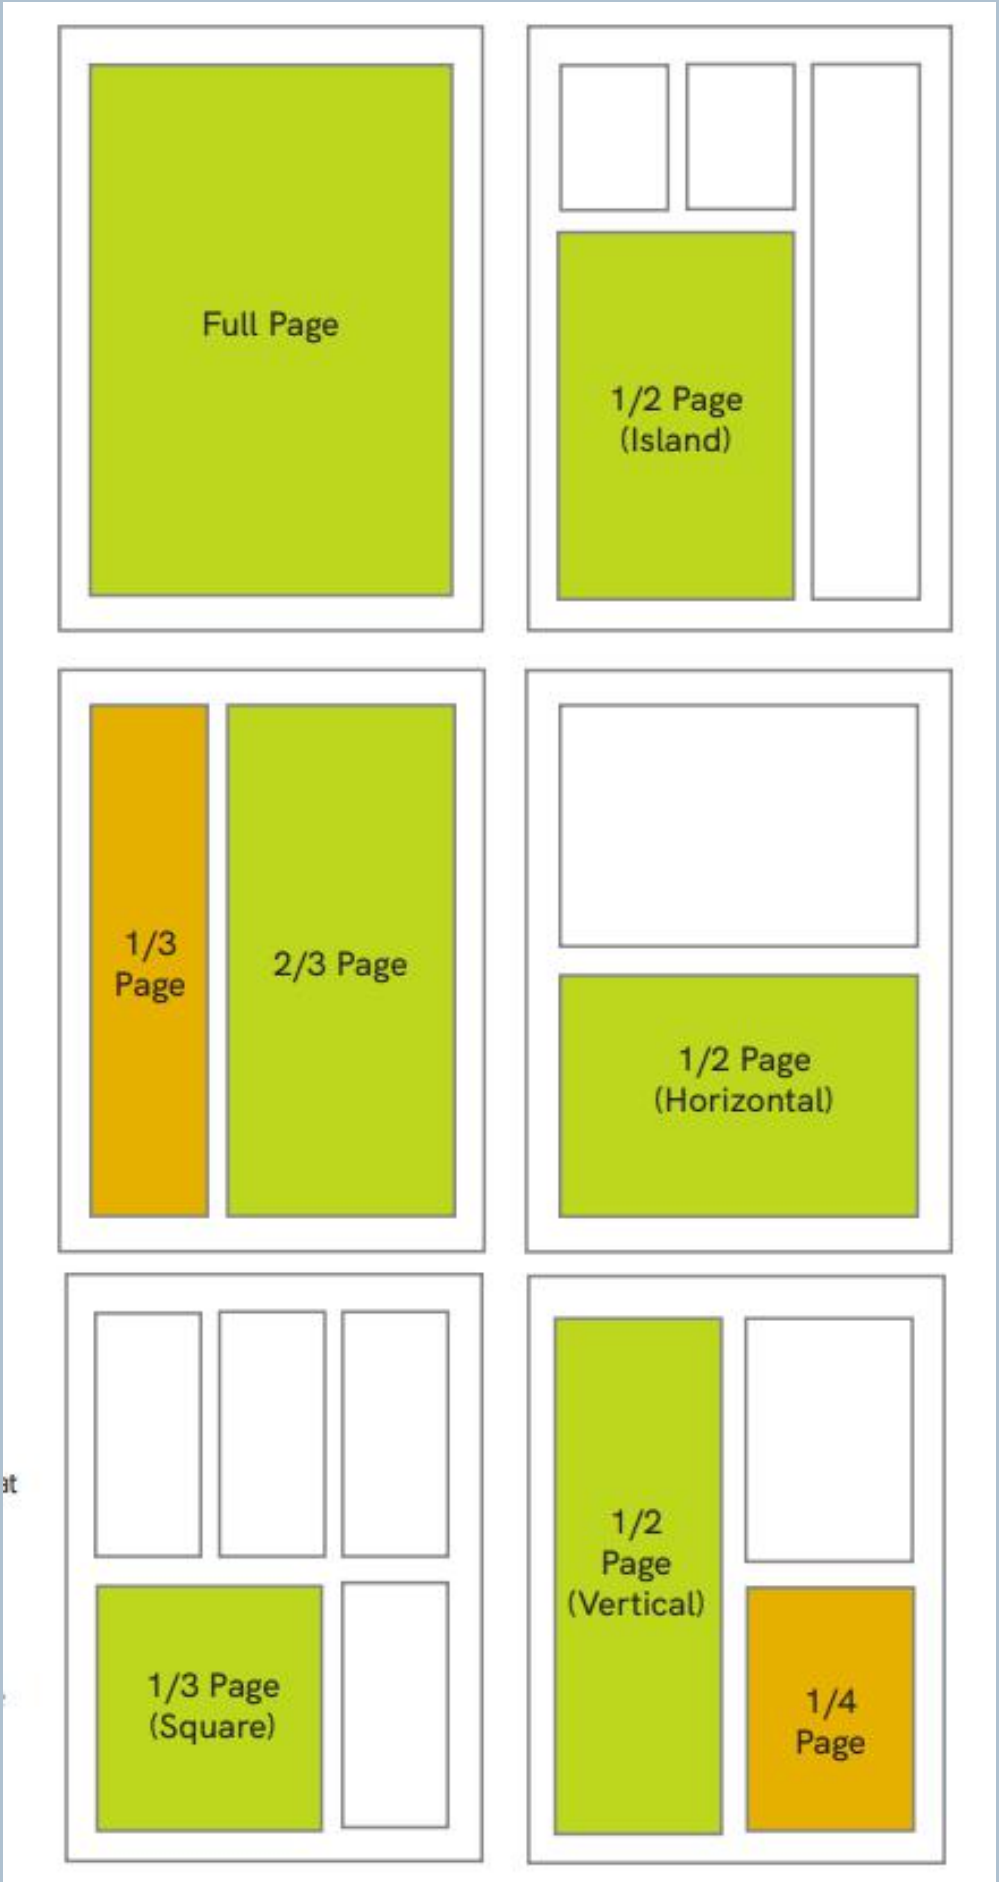 Full Page
1/2 Page
(Island)
1/3
Page
2/3 Page
1/2 Page
(Horizontal)
at
1/3 Page
(Square)
1/2
Page
(Vertical)
1/4
Page